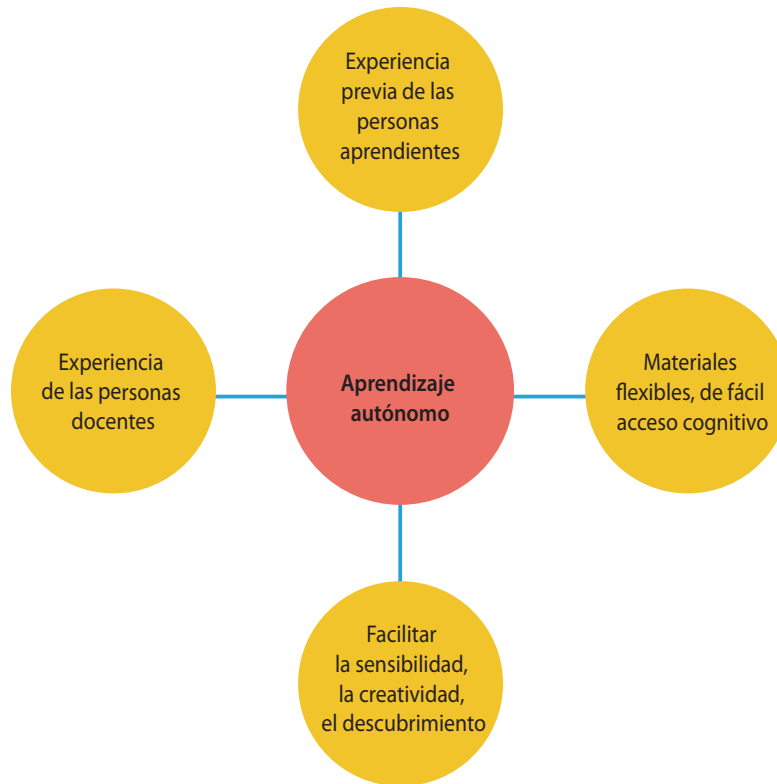 Experiencia
previa de las
personas
aprendientes
Experiencia
de las personas
docentes
Aprendizaje
autónomo
Materiales
flexibles, de fácil
acceso cognitivo
Facilitar
la sensibilidad,
la creatividad,
el descubrimiento